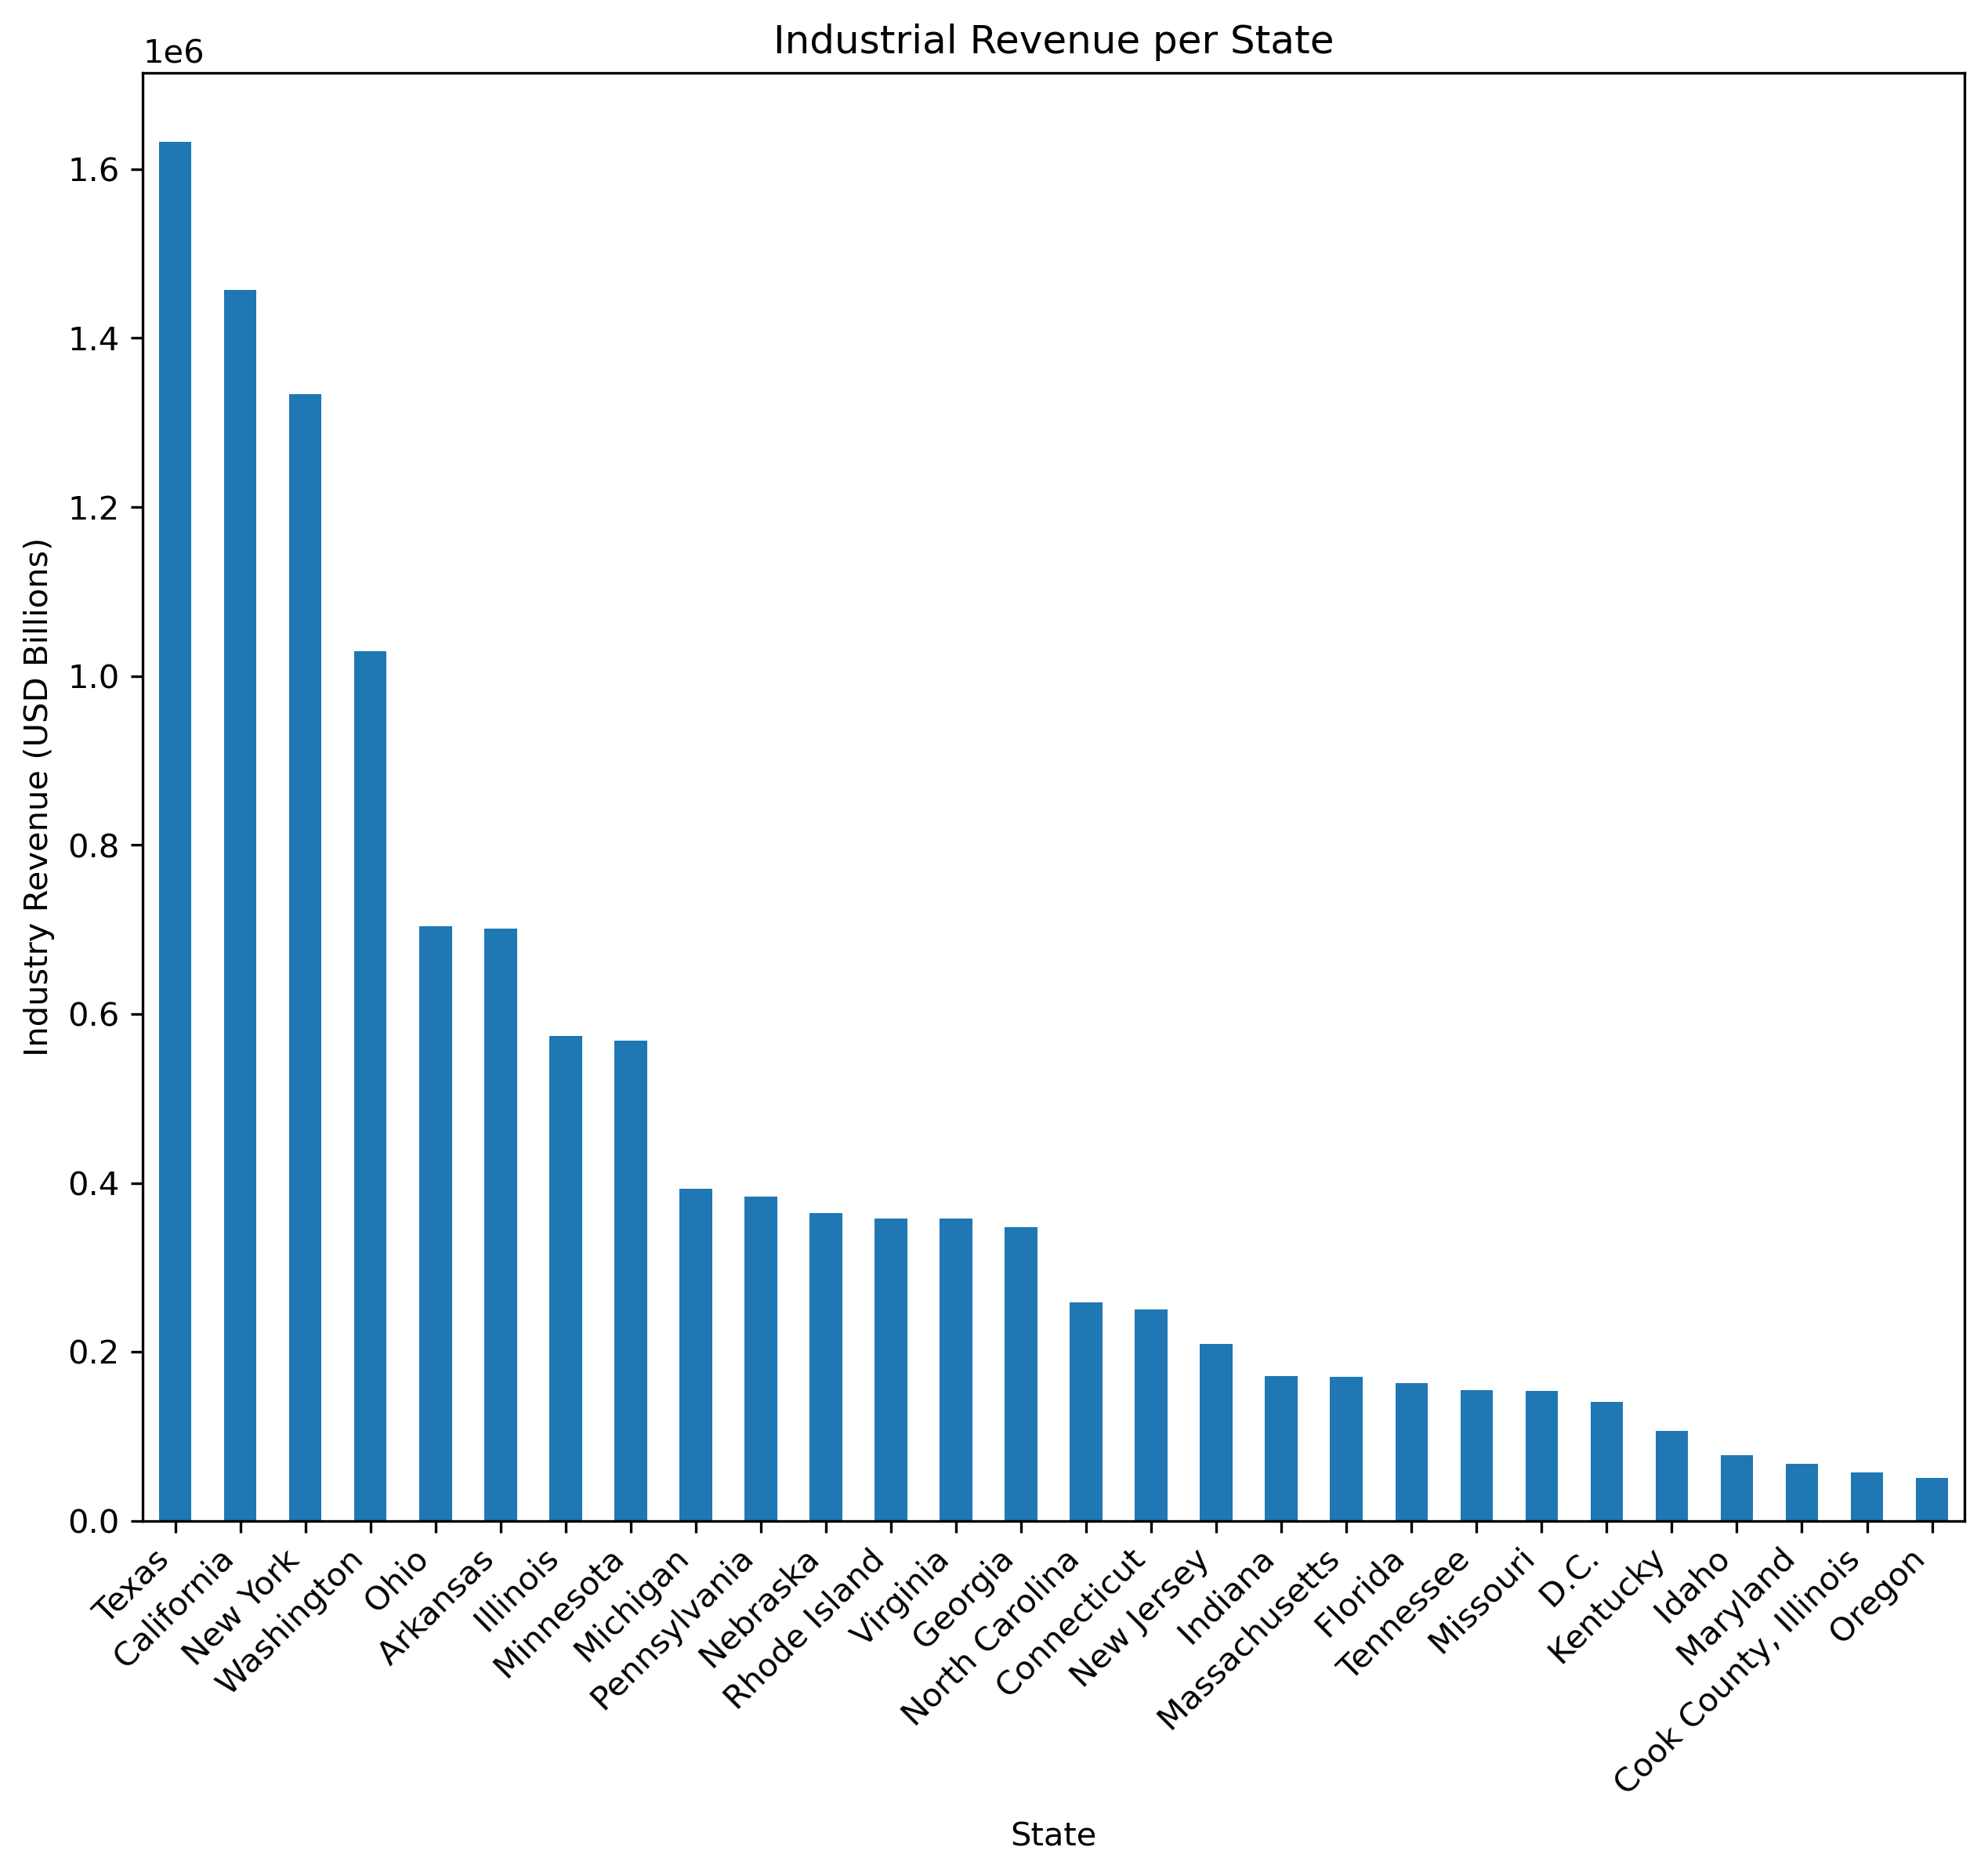 Industrial Revenue per State
1e6
1.6
1.4
1.2
1.0
0.8
0.6
0.4
0.2
0.0
Industry Revenue (USD Billions)
Texas
California
New York
Washington
Ohio
Arkansas
Illinois
Minnesota
Michigan
Pennsylvania
Nebraska
Rhode Island
Virginia
Georgia
North Carolina
Connecticut
New Jersey
Indiana
Massachusetts
Florida
Tennessee
Missouri
D.C.
Kentucky
Idaho
Maryland
Cook County, Illinois
Oregon
State